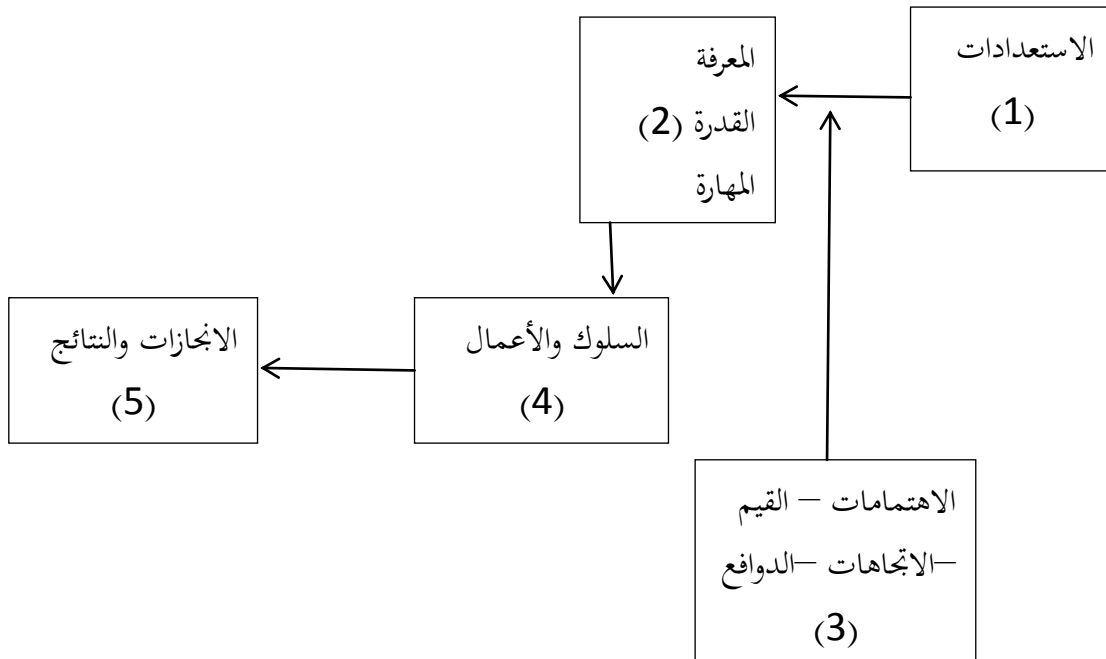 الاستعدادات
(1)
المعرفة
القدرة (2)
المهارة
السلوك والأعمال
(4)
الانجازات والنتائج
(5)
الاهتمامات – القيم
–الاتجاهات –الدوافع
(3)